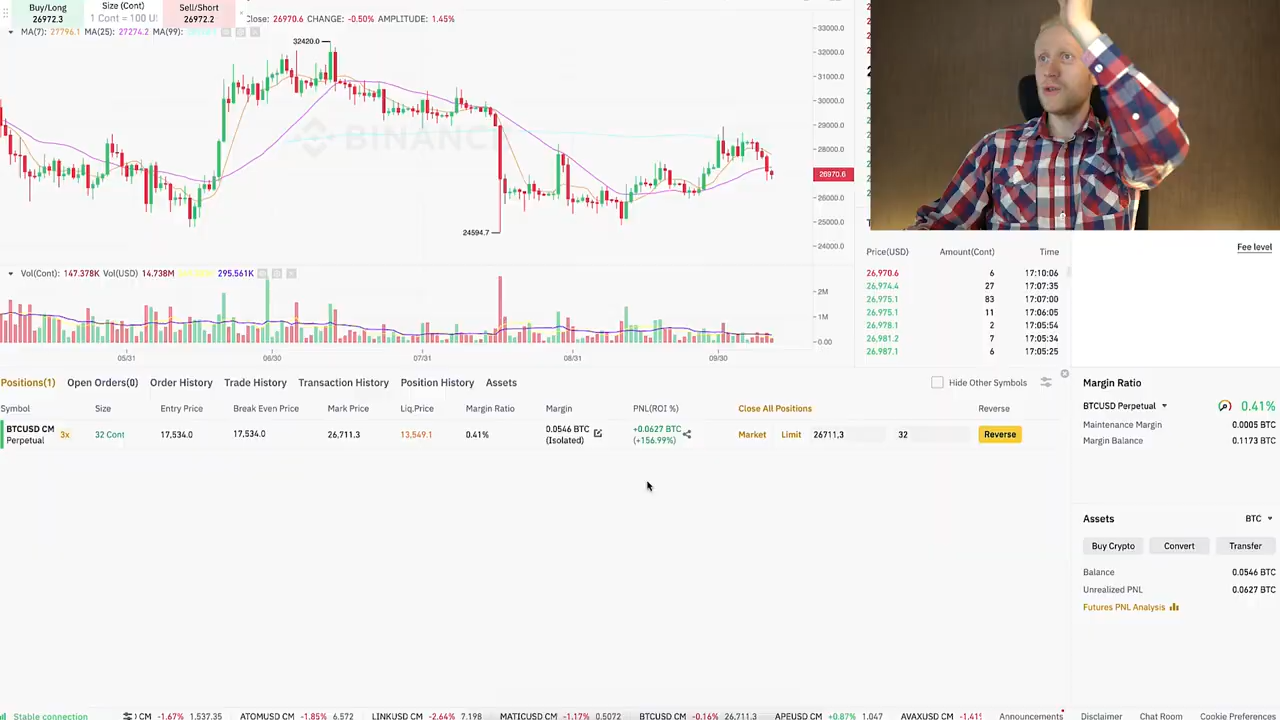 Buy/Long
26972.3
Size (Cont)
1 Cont = 100 U
Sell/Short
26972.2
Close: 26970.6 CHANGE: -0.50% AMPLITUDE: 1.45%
MA(7): 27796.1 MA(25): 27274.2 MA(99):
32420.0
33000.0
32000.0
31000.0
30000.0
29000.0
28000.0
26970.6
26000.0
25000.0
24000.0
24594.7
BINANC
Vol(Cont): 147.378K Vol(USD) 14.738M 295.561K
2M
1M
0.00
05/31 06/30 07/31 08/31 09/30
Price(USD) Amount(Cont) Time
26,970.6 6 17:10:06
26,974.4 27 17:07:35
26,975.1 83 17:07:00
26,975.1 11 17:06:05
26,978.1 2 17:05:54
26,981.2 7 17:05:34
26,987.1 6 17:05:25
Fee level
Positions(1) Open Orders(0) Order History Trade History Transaction History Position History Assets
Hide Other Symbols
Symbol Size Entry Price Break Even Price Mark Price Liq.Price Margin Ratio Margin PNL(ROI %) Close All Positions Reverse
BTCUSD CM
Perpetual
3x 32 Cont 17,534.0 17,534.0 26,711.3 13,549.1 0.41%
0.0546 BTC
(Isolated)
+0.0627 BTC
(+156.99%)
Market Limit 26711,3 32 Reverse
Margin Ratio
BTCUSD Perpetual 0.41%
Maintenance Margin 0.0005 BTC
Margin Balance 0.1173 BTC
Assets BTC
Buy Crypto Convert Transfer
Balance 0.0546 BTC
Unrealized PNL 0.0627 BTC
Futures PNL Analysis
Stable connection CM -1.67% 1,537.35 ATOMUSD CM -1.85% 6.572 LINKUSD CM -2.64% 7.198 MATICUSD CM -1.17% 0.5072 BTCUSD CM -0.16% 26,711.3 APEUSD CM +0.87% 1.047 AVAXUSD CM -1.41% Announcements Disclaimer Chat Room Cookie Preferences